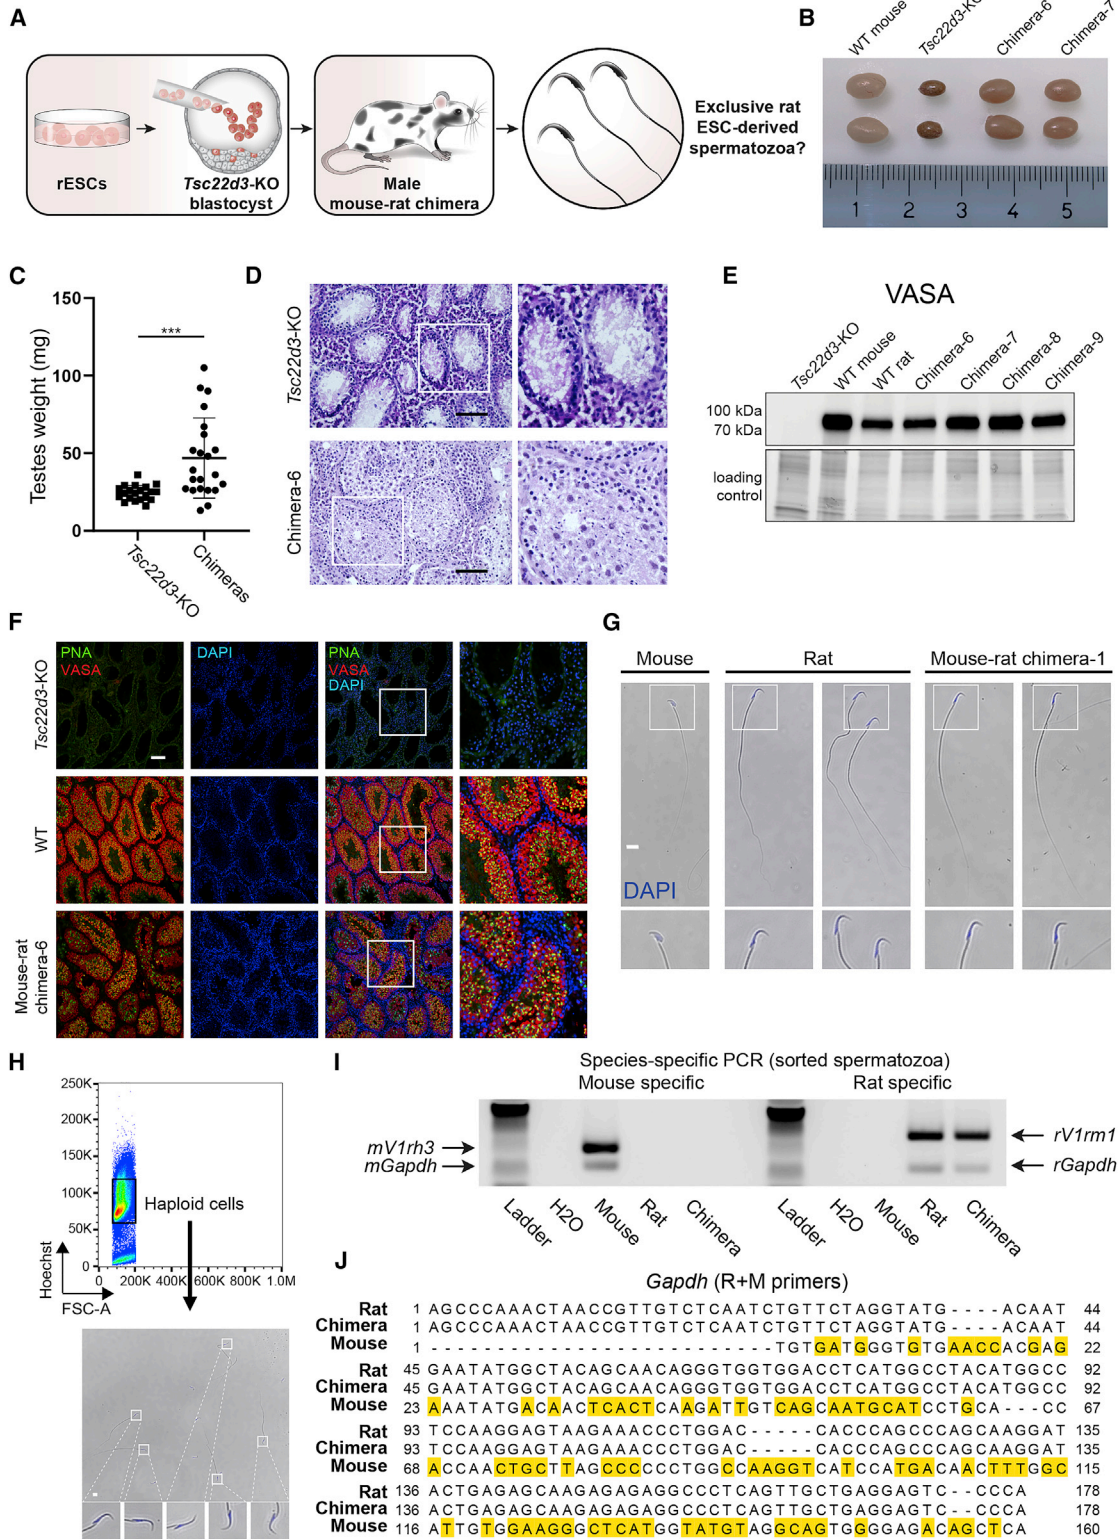 A
rESCs
Tsc22d3-KO
blastocyst
Male
mouse-rat chimera
Exclusive rat
ESC-derived
spermatozoa?
B
WT mouse
Tsc22d3-KO
Chimera-6
Chimera-7
1 2 3 4 5
C
Testes weight (mg)
150
100
50
0
***
Tsc22d3-KO
Chimeras
D
Tsc22d3-KO
Chimera-6
E
VASA
Tsc22d3-KO
WT mouse
WT rat
Chimera-6
Chimera-7
Chimera-8
Chimera-9
100 kDa
70 kDa
loading
control
F
PNA
VASA
DAPI
PNA
VASA
DAPI
Tsc22d3-KO
WT
Mouse-rat
chimera-6
G
Mouse
Rat
Mouse-rat chimera-1
DAPI
H
250K
200K
150K
100K
50K
0
Haploid cells
Hoechst
0 200K 400K 600K 800K 1.0M
FSC-A
I
Species-specific PCR (sorted spermatozoa)
Mouse specific
Rat specific
mV1rh3
mGapdh
rV1rm1
rGapdh
Ladder
H2O
Mouse
Rat
Chimera
Ladder
H2O
Mouse
Rat
Chimera
J
Gapdh (R+M primers)
Rat 1 AGCCCAAACTAACCGTTGTCTCAATCTGTTCTAGGTATG----ACAAT 44
Chimera 1 AGCCCAAACTAACCGTTGTCTCAATCTGTTCTAGGTATG----ACAAT 44
Mouse 1 --------------------------TGTGATGGGTGTGAACCACGAG 22
Rat 45 GAATATGGCTACAGCAACAGGGTGGTGGACCTCATGGCCTACATGGCC 92
Chimera 45 GAATATGGCTACAGCAACAGGGTGGTGGACCTCATGGCCTACATGGCC 92
Mouse 23 AAATATGACAACTCACTCAAGATTGTCAGCAATGCATCCTGCA---CC 67
Rat 93 TCCAAGGAGTAAGAAACCCTGGAC-----CACCCAGCCCAGCAAGGAT 135
Chimera 93 TCCAAGGAGTAAGAAACCCTGGAC-----CACCCAGCCCAGCAAGGAT 135
Mouse 68 ACCAACTGCTTAGCCCCCCTGGCCAAGGTCATCCATGACAACTTTGGC 115
Rat 136 ACTGAGAGCAAGAGAGAGGCCCTCAGTTGCTGAGGAGTC--CCCA 178
Chimera 136 ACTGAGAGCAAGAGAGAGGCCCTCAGTTGCTGAGGAGTC--CCCA 178
Mouse 116 ATTGTGGAAGGGCTCATGGTATGTAGGCAGTGGGGAGACAGCTCA 160